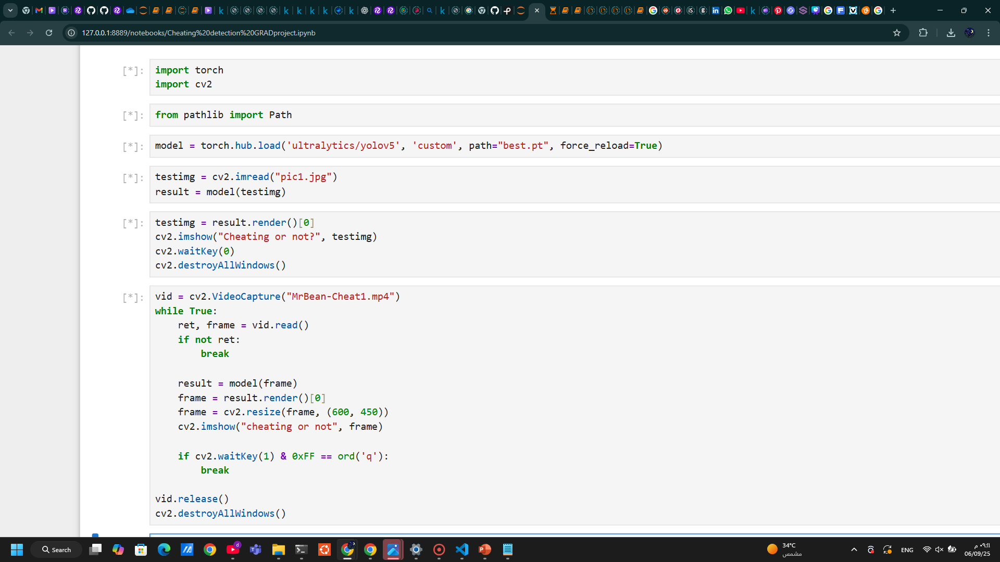 127.0.0.1:8889/notebooks/Cheating%20detection%20GRADproject.ipynb
[*]: import torch
import cv2
[*]: from pathlib import Path
[*]: model = torch.hub.load('ultralytics/yolov5', 'custom', path="best.pt", force_reload=True)
[*]: testimg = cv2.imread("pic1.jpg")
result = model(testimg)
[*]: testimg = result.render()[0]
cv2.imshow("Cheating or not?", testimg)
cv2.waitKey(0)
cv2.destroyAllWindows()
[*]: vid = cv2.VideoCapture("MrBean-Cheat1.mp4")
while True:
    ret, frame = vid.read()
    if not ret:
        break
    result = model(frame)
    frame = result.render()[0]
    frame = cv2.resize(frame, (600, 450))
    cv2.imshow("cheating or not", frame)
    if cv2.waitKey(1) & 0xFF == ord('q'):
        break
vid.release()
cv2.destroyAllWindows()
Search
34°C
مشمس
ENG
٠٩:١١ م
06/09/25